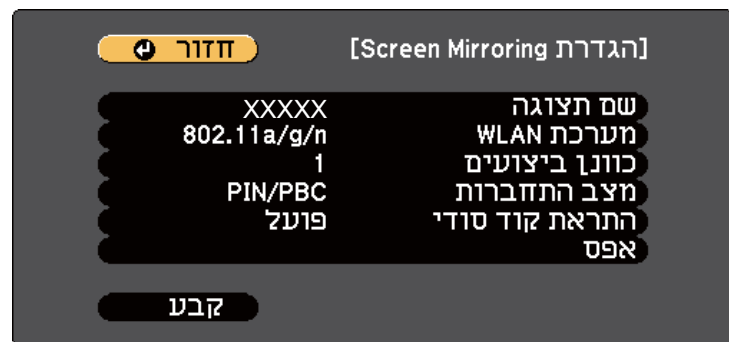 [הגדרת Screen Mirroring] חזור
שם תצוגה XXXXX
מערכת WLAN 802.11a/g/n
כוונן ביצועים 1
מצב התחברות PIN/PBC
התראת קוד סודי פועל
אפס
קבע